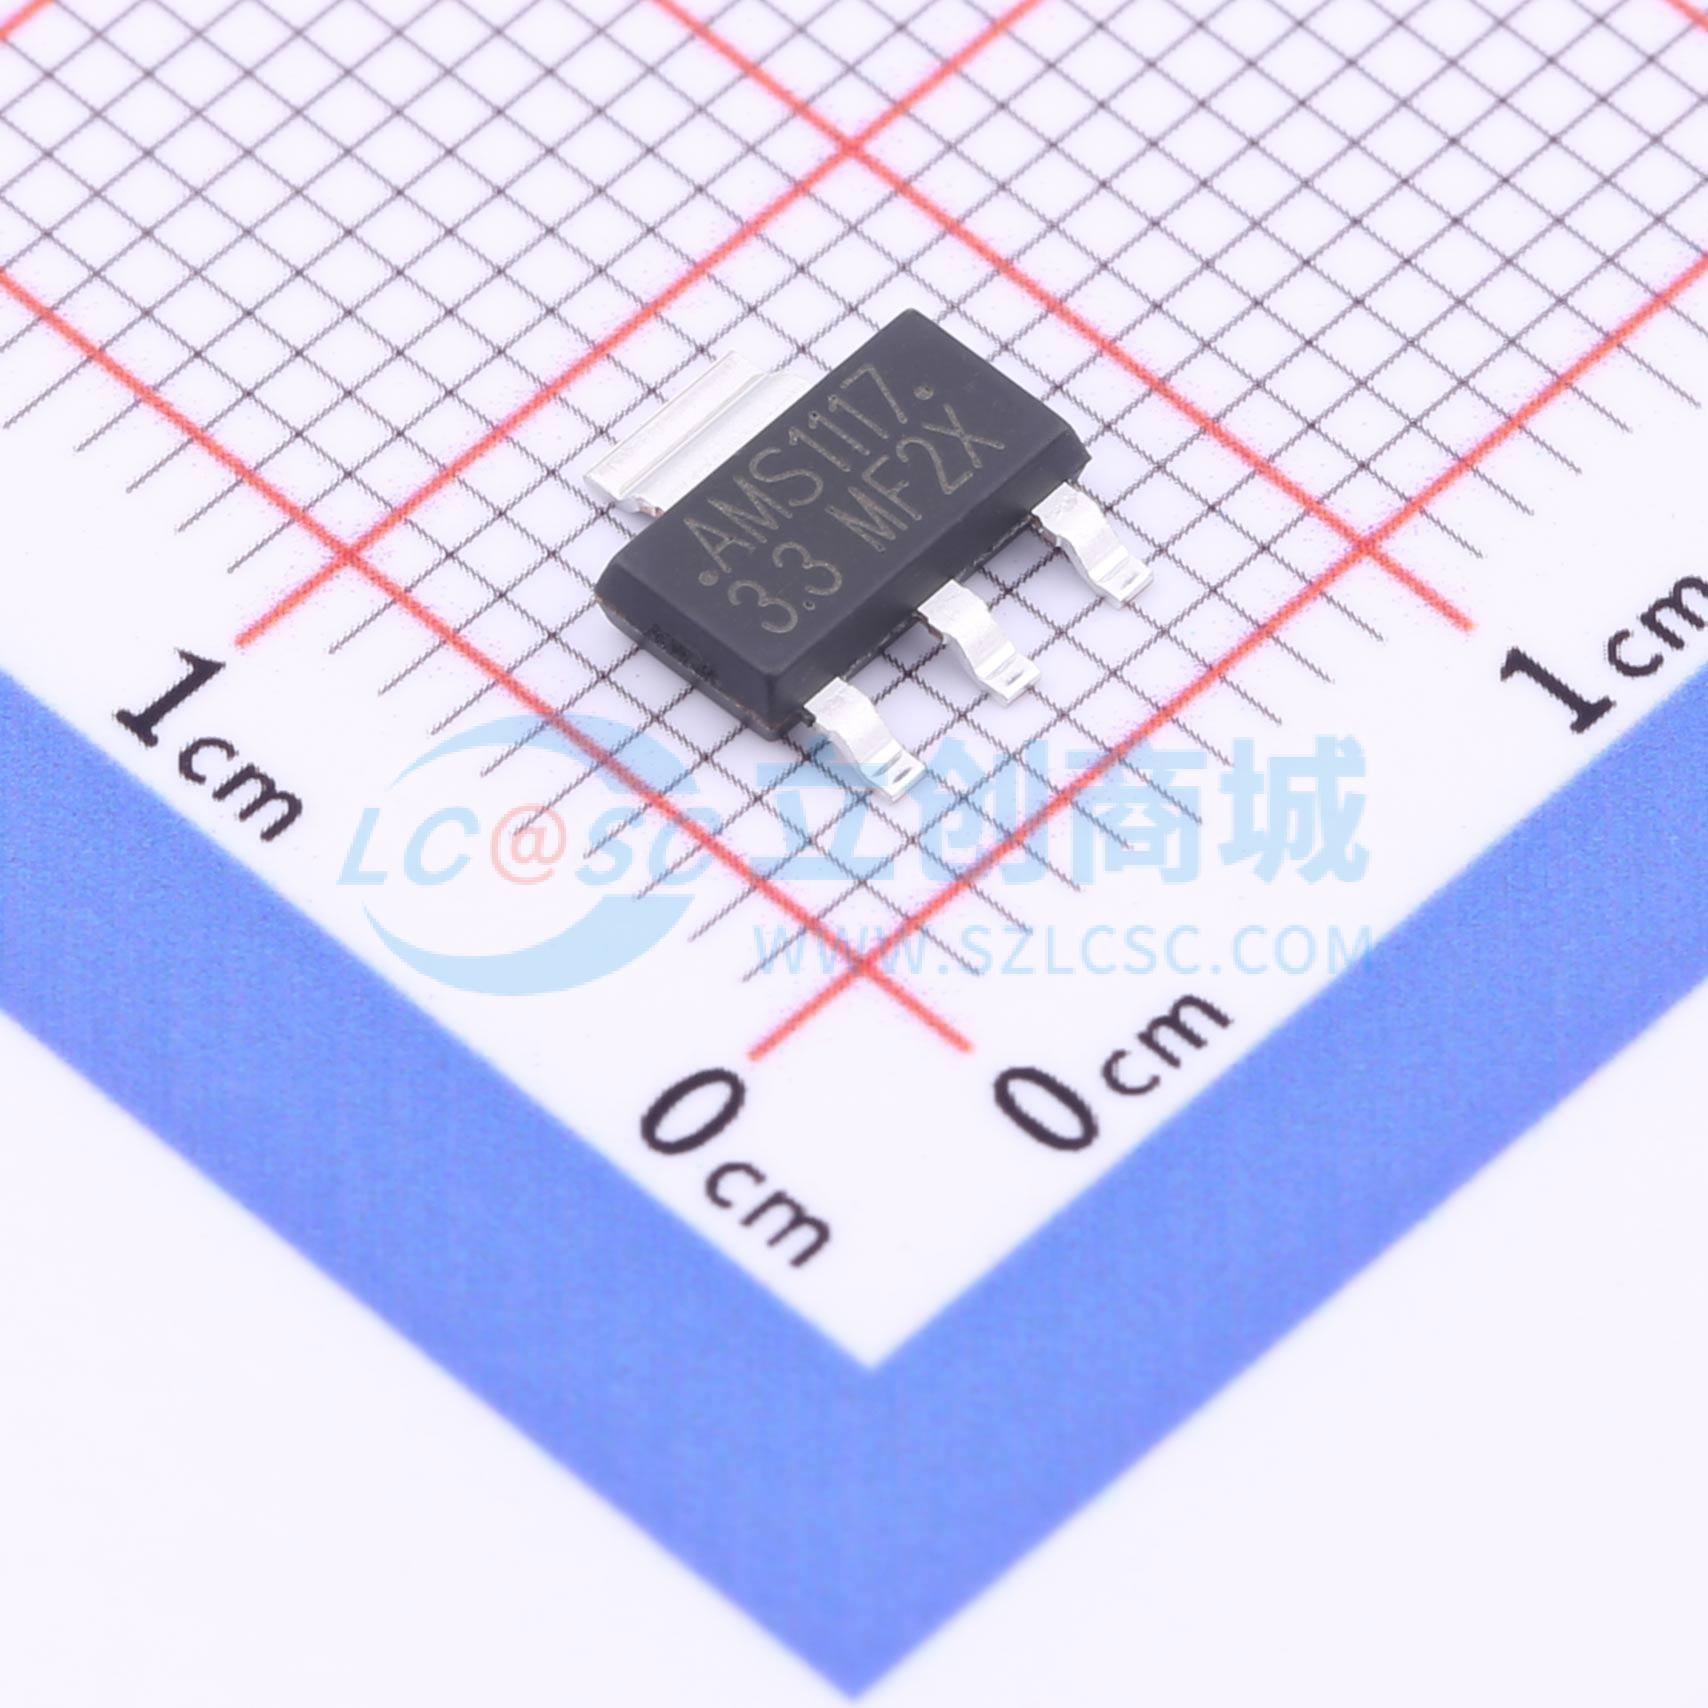 .AMS1117.
3.3 MF2X
1cm
1cm
LC@SC 立创商城
WWW.SZLCSC.COM
0cm
0cm